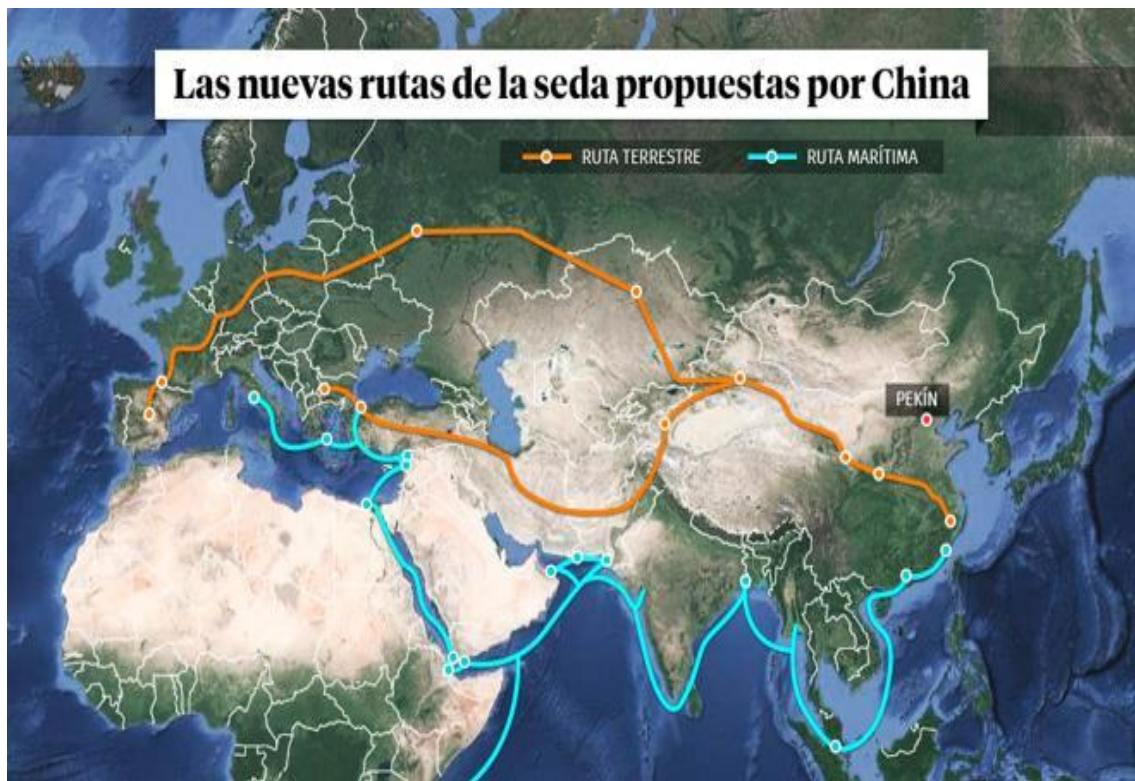 Las nuevas rutas de la seda propuestas por China
RUTA TERRESTRE
RUTA MARÍTIMA
PEKÍN